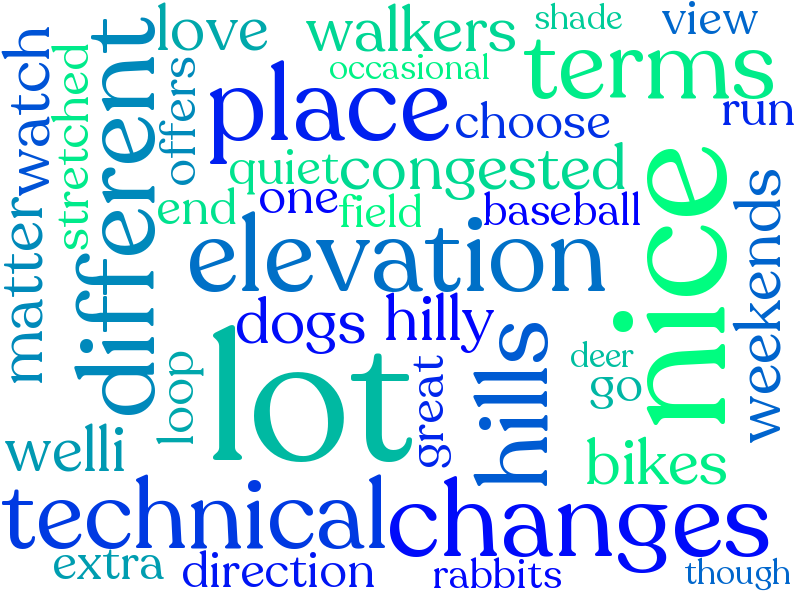 love
walkers
shade
view
occasional
terms
run
watch
stretched
different
offers
place
choose
quiet
congested
nice
weekends
matter
end
one
field
baseball
elevation
dogs
hilly
hills
deer
go
lot
loop
great
welli
bikes
technical
changes
extra
direction
rabbits
though